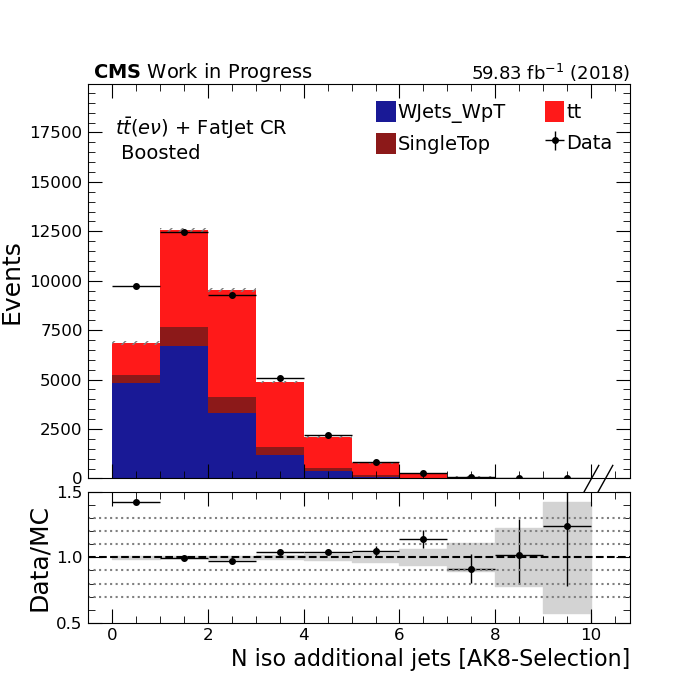 CMS Work in Progress 59.83 fb⁻¹ (2018)
tt̄(eν) + FatJet CR
Boosted
WJets_WpT tt
SingleTop Data
Events
17500
15000
12500
10000
7500
5000
2500
0
Data/MC
1.5
1.0
0.5
0 2 4 6 8 10
N iso additional jets [AK8-Selection]